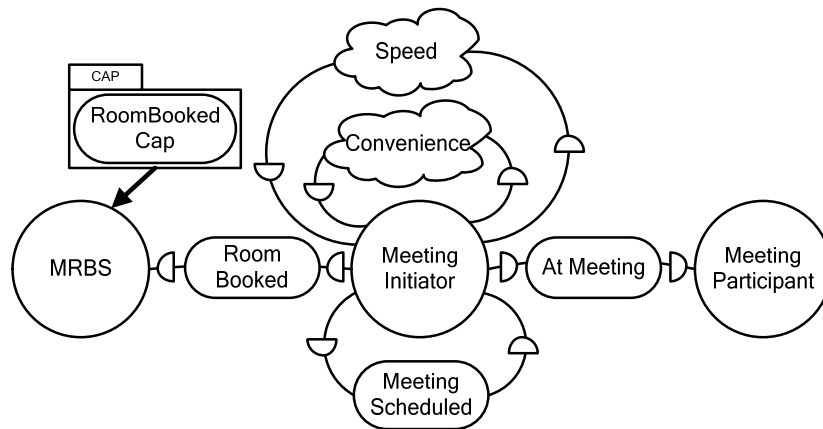 Speed
CAP
RoomBooked
Cap
Convenience
MRBS
Room
Booked
Meeting
Initiator
At Meeting
Meeting
Participant
Meeting
Scheduled